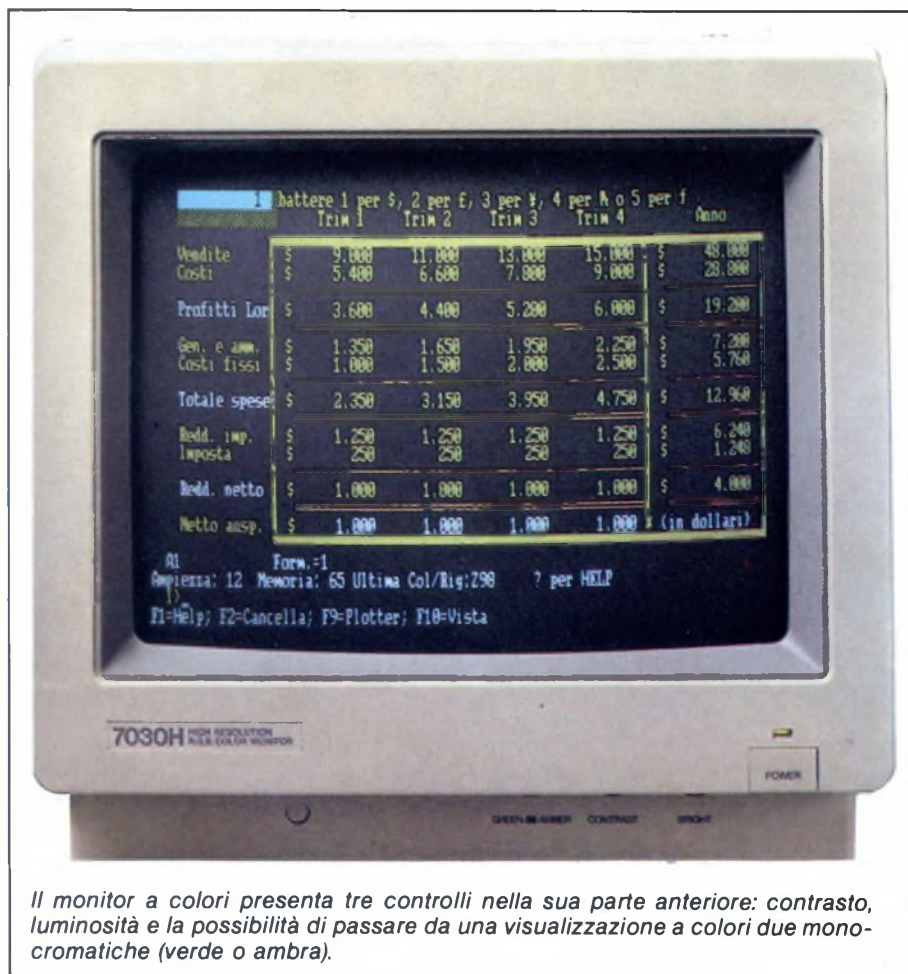 1 battere 1 per $, 2 per £, 3 per ¥, 4 per ₧ o 5 per f
Trim 1 Trim 2 Trim 3 Trim 4 Anno
Vendite $ 9.000 11.000 13.000 15.000 $ 48.000
Costi $ 5.400 6.600 7.800 9.000 $ 28.800
Profitti Lor $ 3.600 4.400 5.200 6.000 $ 19.200
Gen. e amm. $ 1.350 1.650 1.950 2.250 $ 7.200
Costi fissi $ 1.000 1.500 2.000 2.500 $ 5.760
Totale spese $ 2.350 3.150 3.950 4.750 $ 12.960
Redd. imp. $ 1.250 1.250 1.250 1.250 $ 6.240
Imposta $ 250 250 250 250 $ 1.248
Redd. netto $ 1.000 1.000 1.000 1.000 $ 4.000
Netto ausp. $ 1.000 1.000 1.000 1.000 (in dollari)
A1 Form.=1
Ampiezza: 12 Memoria: 65 Ultima Col/Rig:Z98 ? per HELP
1>
F1=Help; F2=Cancella; F9=Plotter; F10=Vista
7030H HIGH RESOLUTION
RGB COLOR MONITOR
POWER
GREEN AMBER CONTRAST BRIGHT
Il monitor a colori presenta tre controlli nella sua parte anteriore: contrasto,
luminosità e la possibilità di passare da una visualizzazione a colori due mono-
cromatiche (verde o ambra).